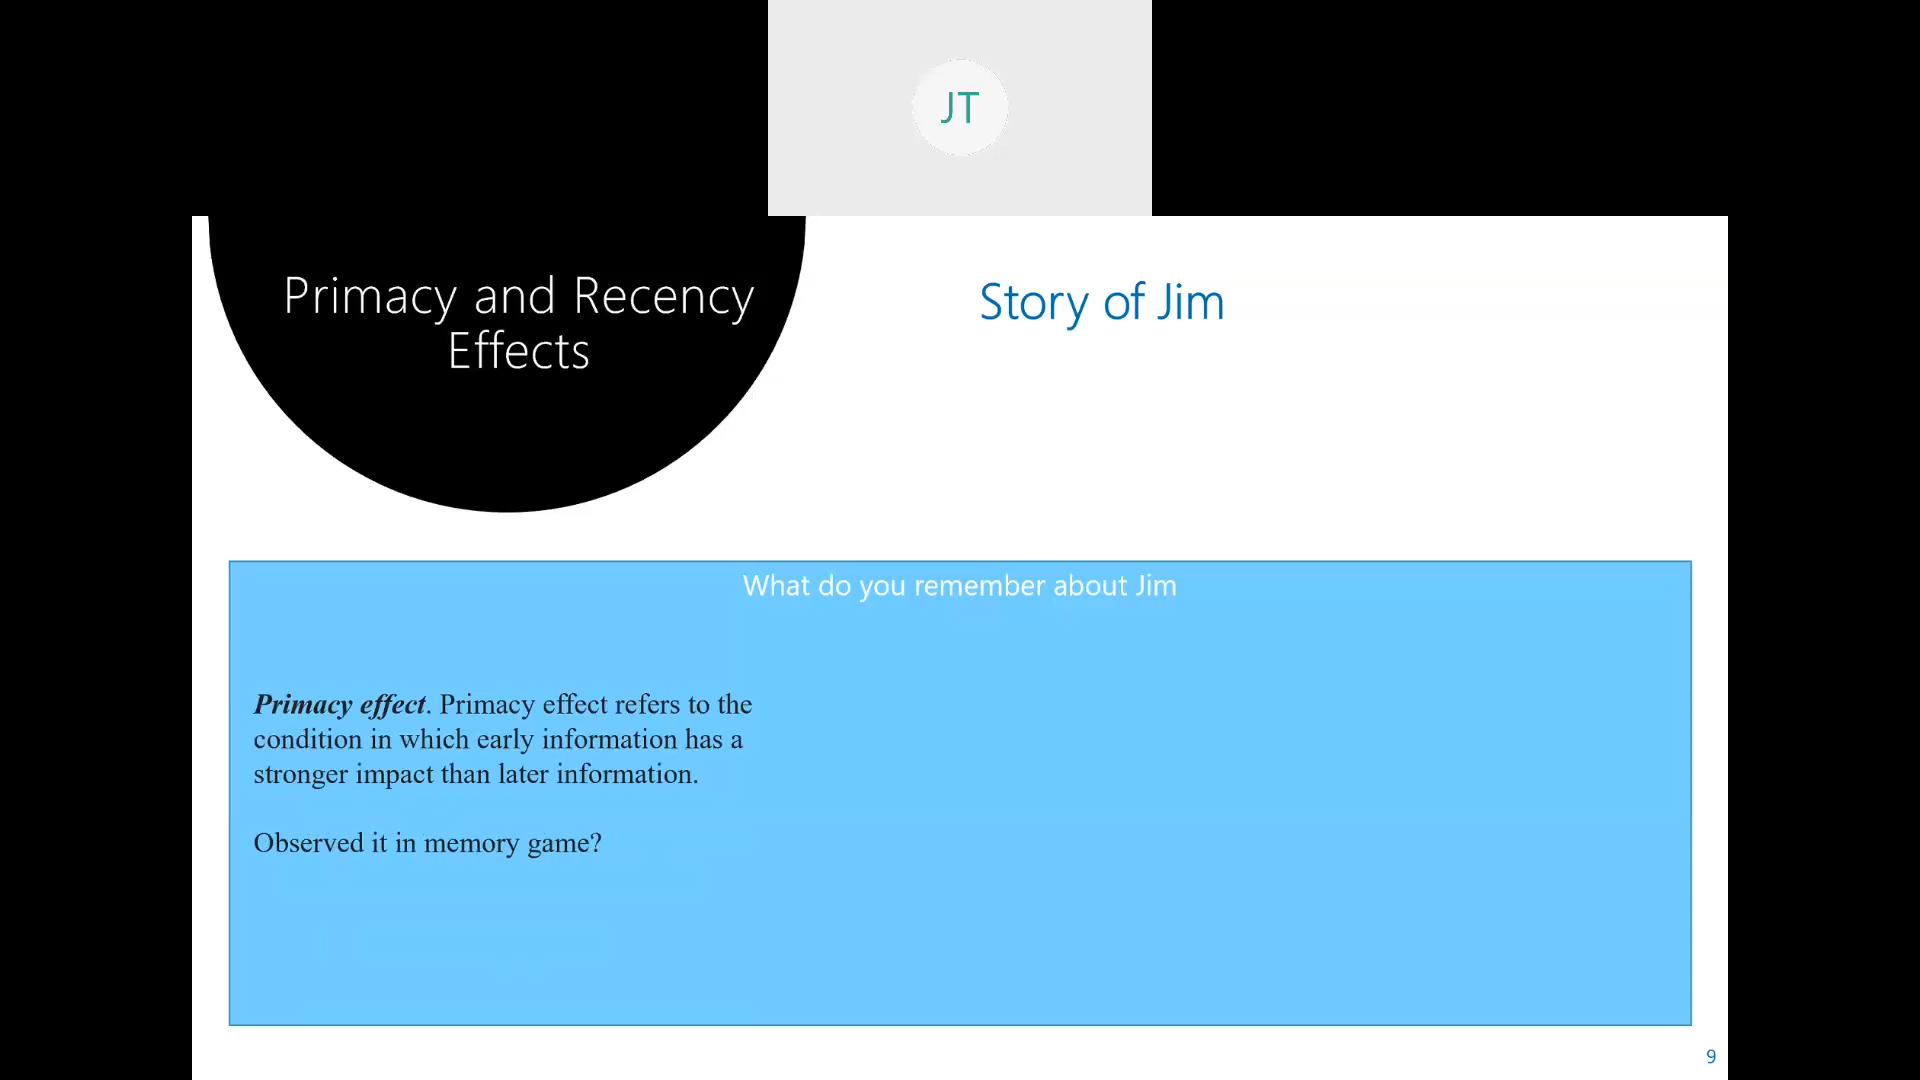 JT
Primacy and Recency
Effects
Story of Jim
What do you remember about Jim
Primacy effect. Primacy effect refers to the
condition in which early information has a
stronger impact than later information.
Observed it in memory game?
9